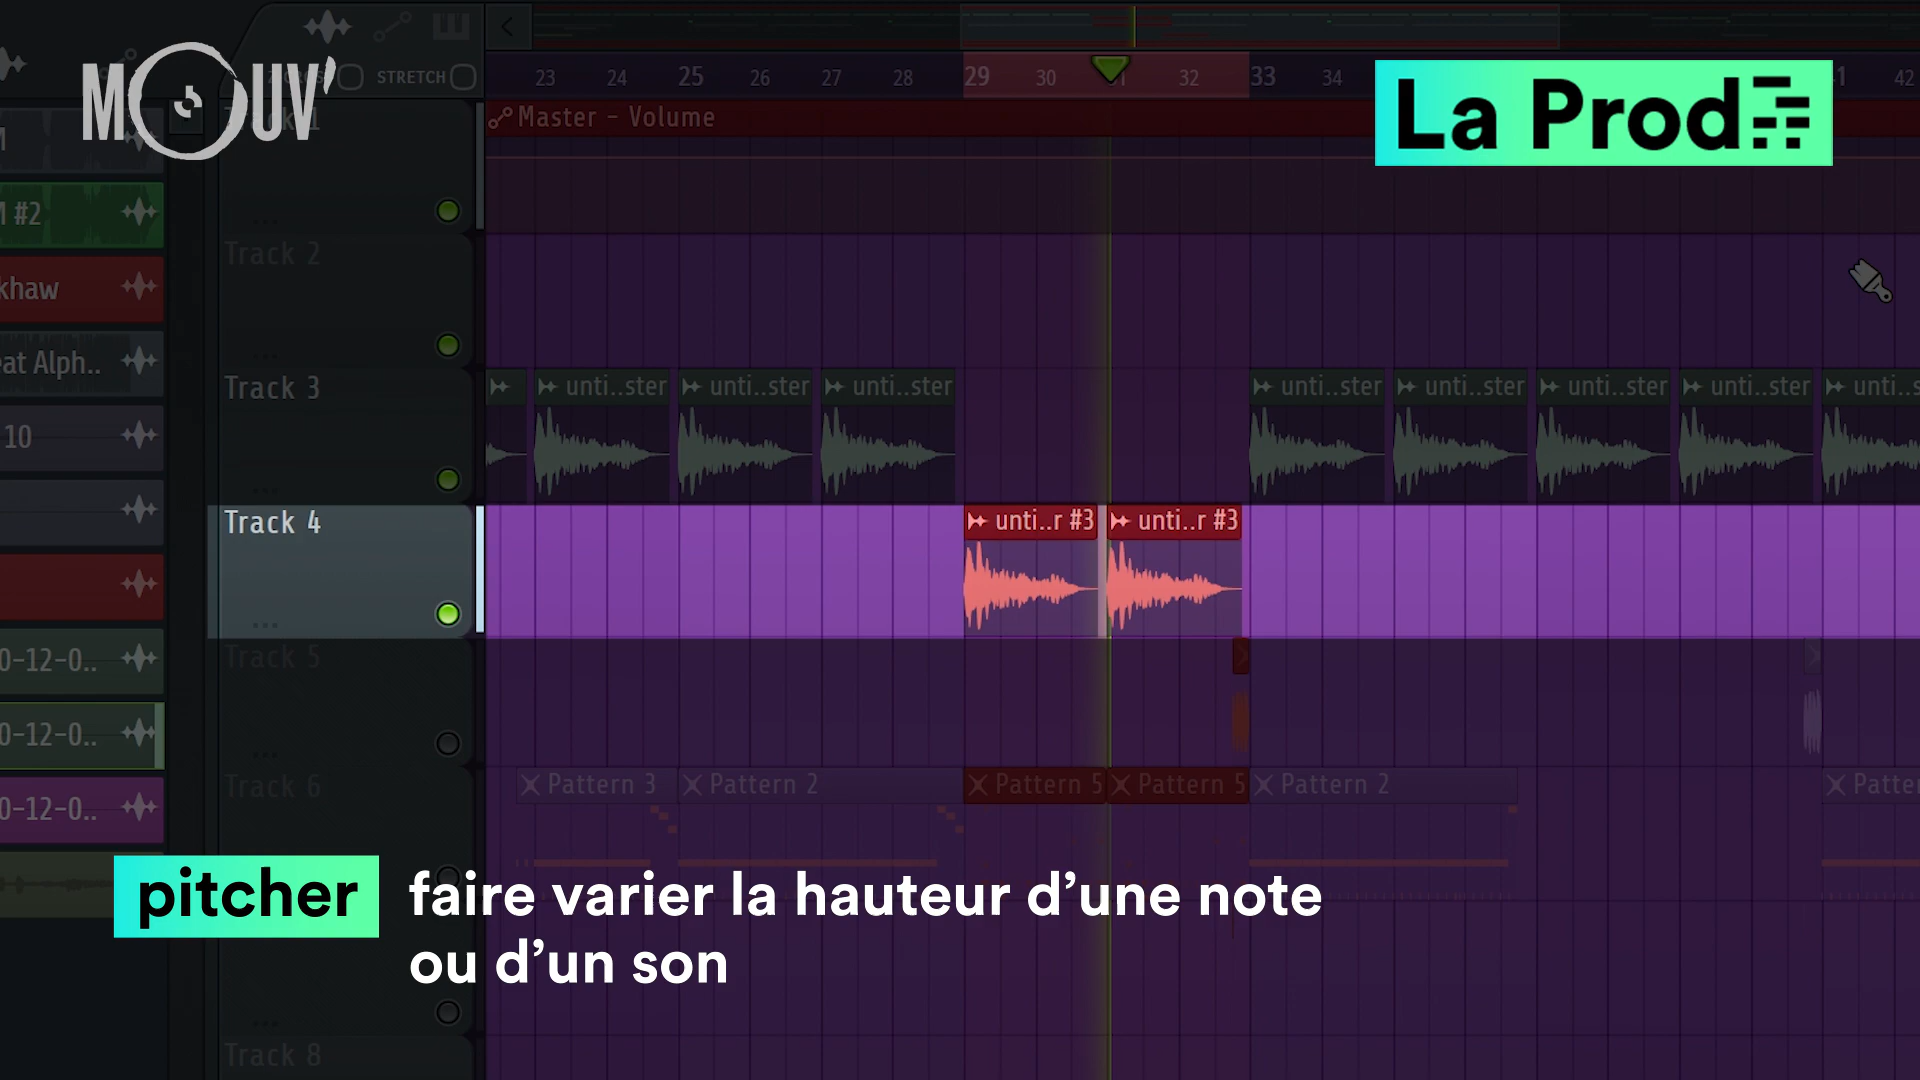 MOUV'
La Prod
STRETCH
23 24 25 26 27 28 29 30 31 32 33 34 42
Master - Volume
#2
Track 2
khaw
eat Alph..
Track 3
unti..ster unti..ster unti..ster unti..ster unti..ster unti..ster unti..ster
10
Track 4
unti..r #3 unti..r #3
Track 5
0-12-0..
0-12-0..
Track 6
Pattern 3 Pattern 2 Pattern 5 Pattern 5 Pattern 2
0-12-0..
pitcher faire varier la hauteur d’une note
ou d’un son
Track 8